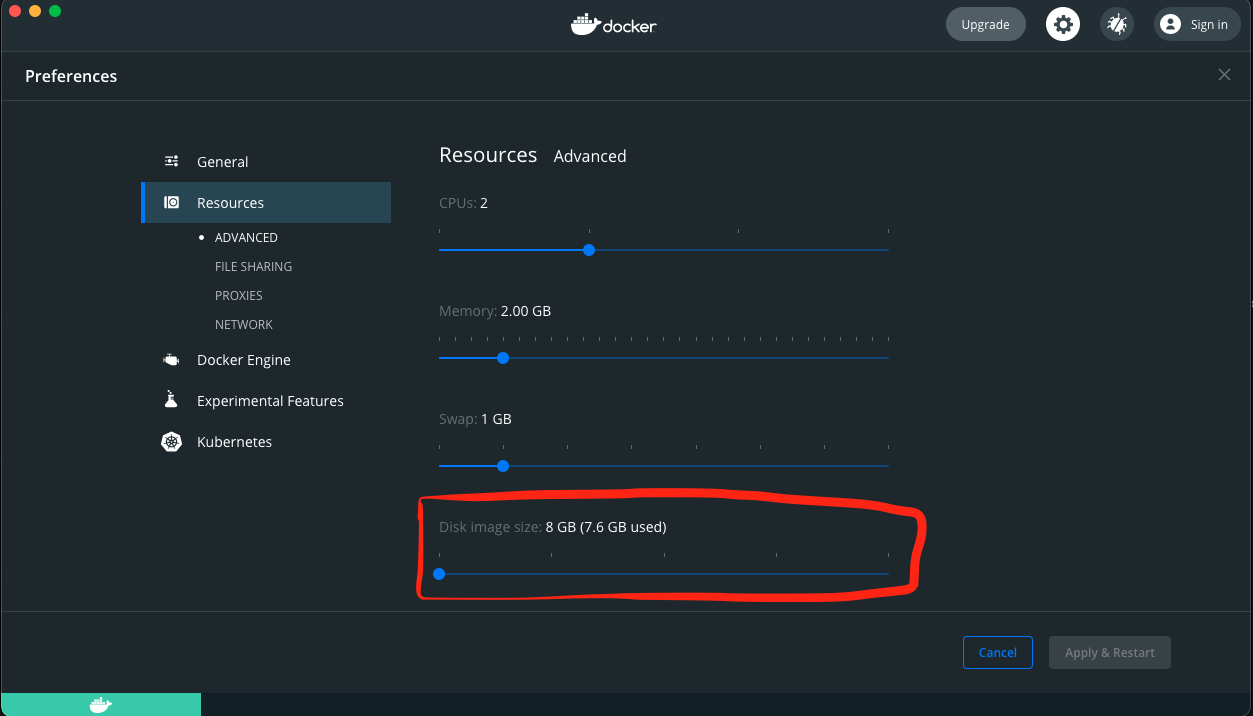 docker
Upgrade
Sign in
Preferences
General
Resources
ADVANCED
FILE SHARING
PROXIES
NETWORK
Docker Engine
Experimental Features
Kubernetes
Resources Advanced
CPUs: 2
Memory: 2.00 GB
Swap: 1 GB
Disk image size: 8 GB (7.6 GB used)
Cancel
Apply & Restart